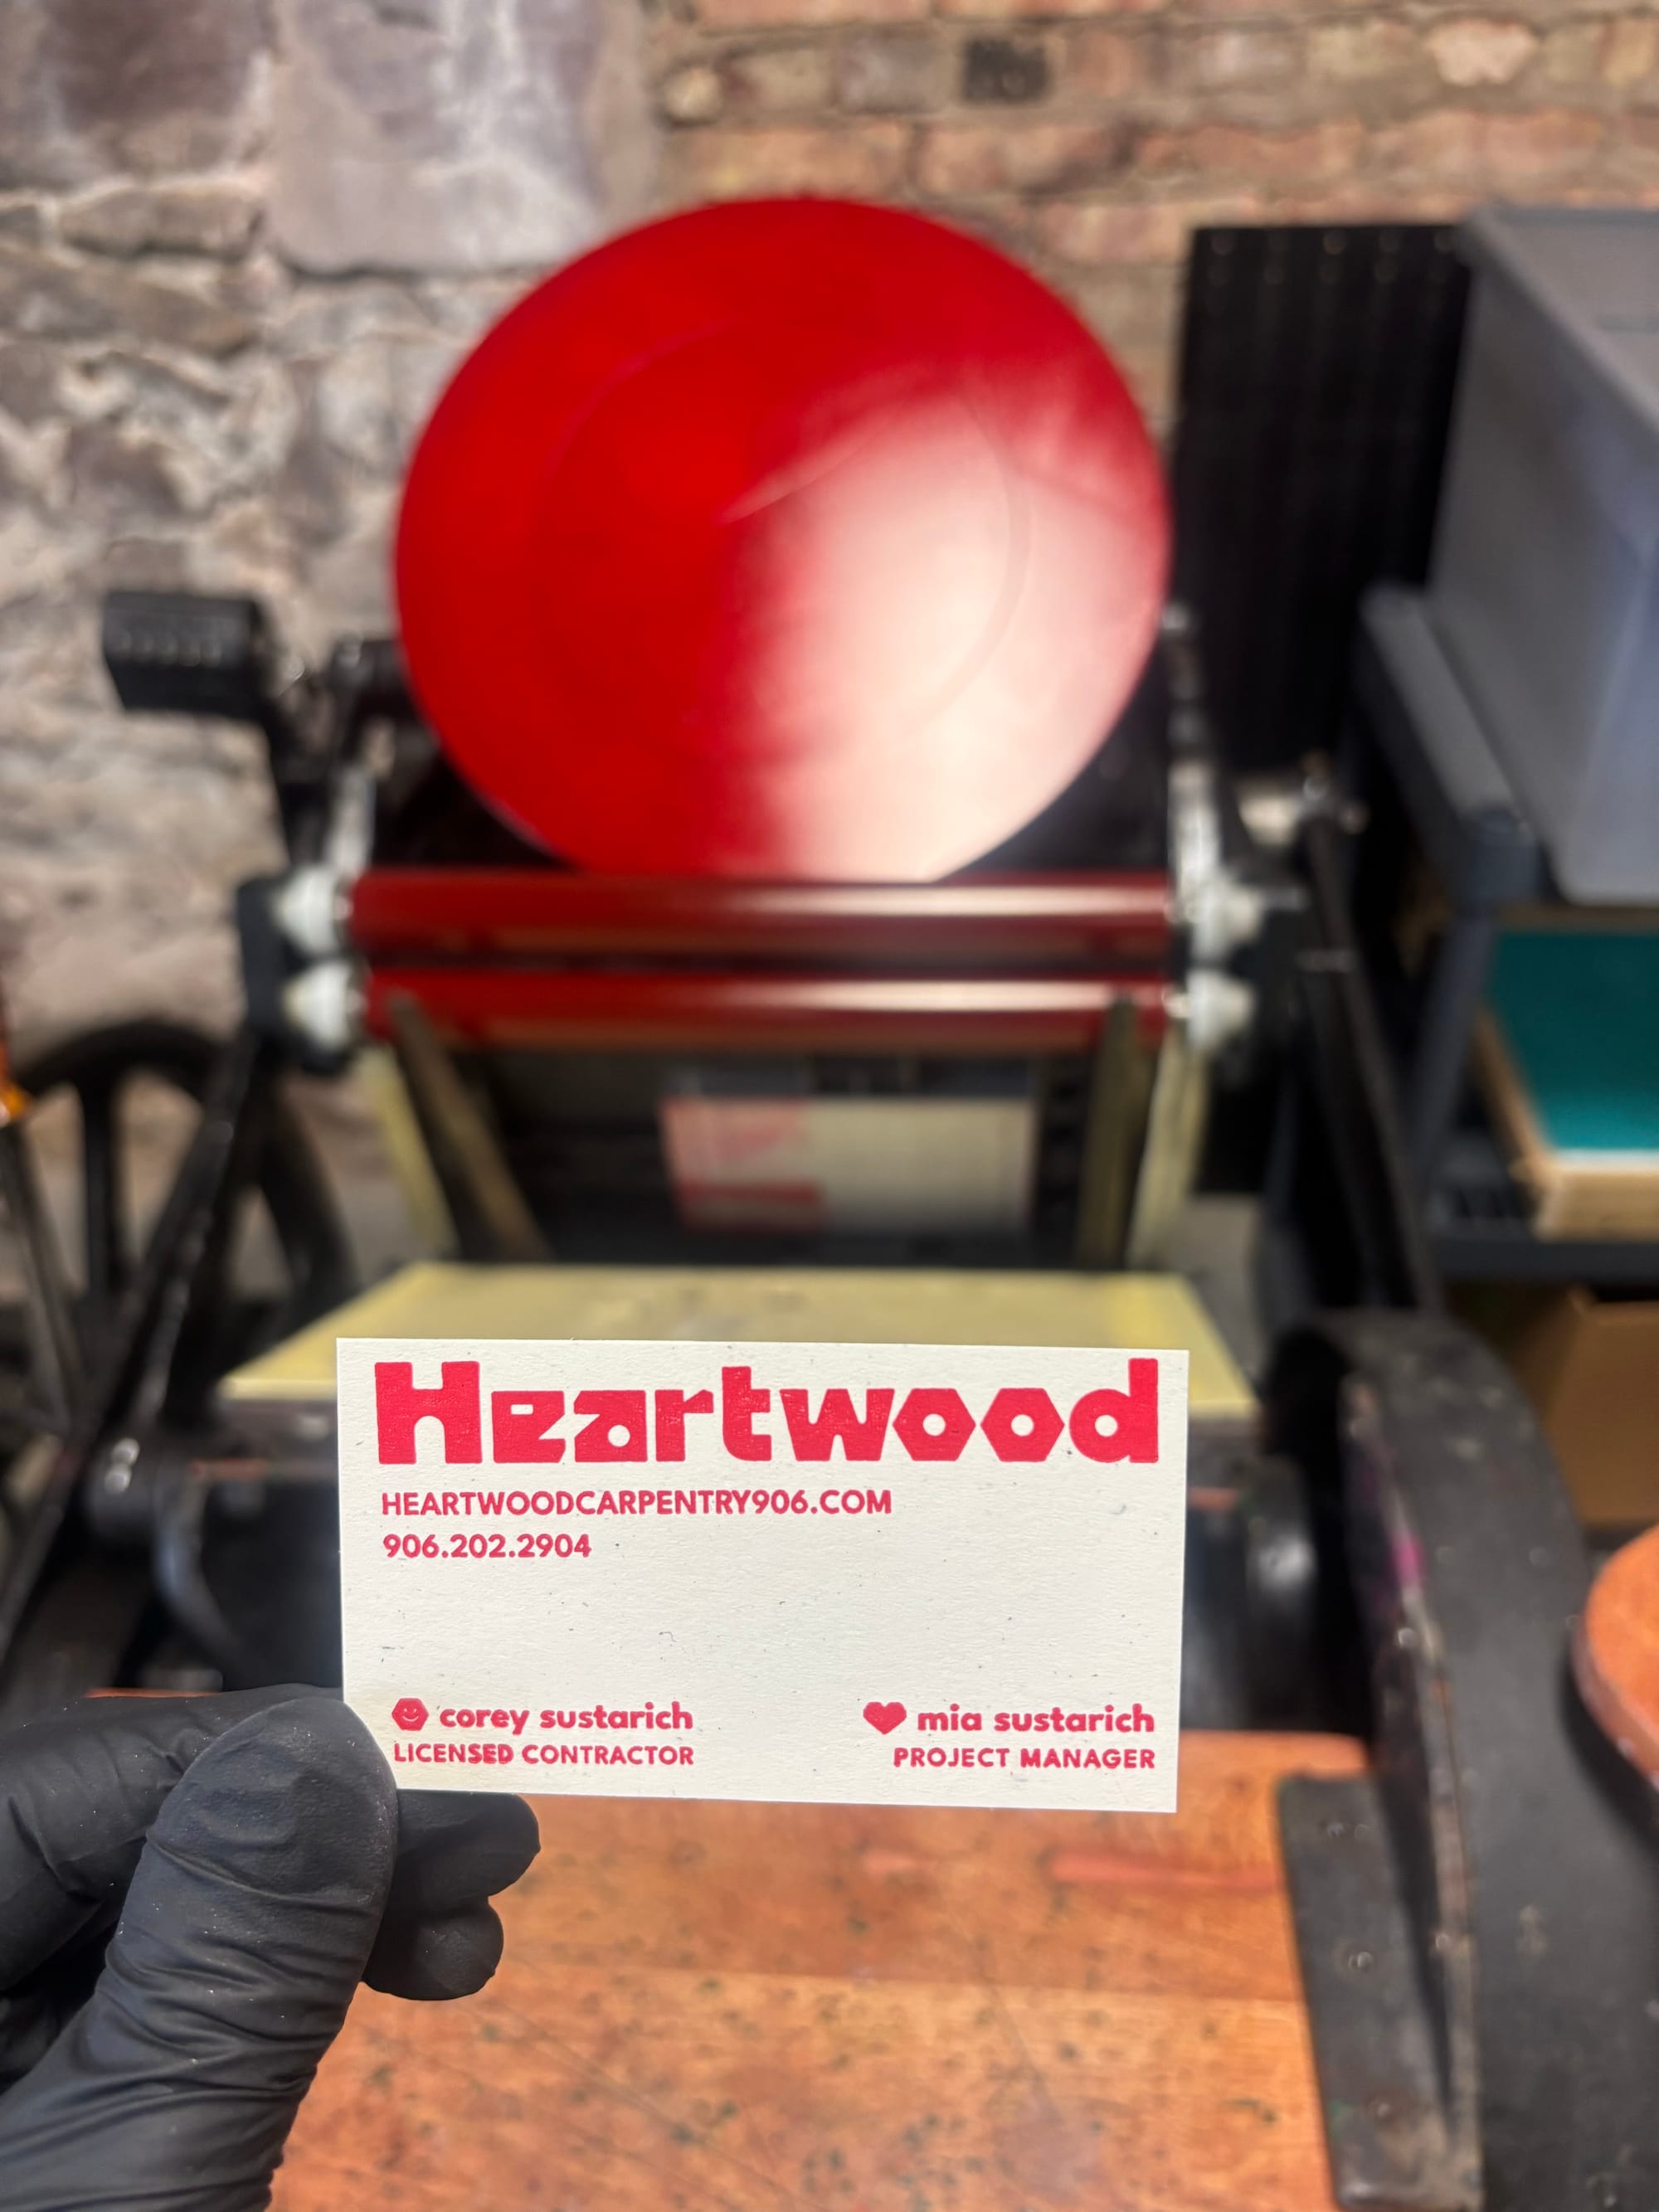 Heartwood
HEARTWOODCARPENTRY906.COM
906.202.2904
corey sustarich
LICENSED CONTRACTOR
mia sustarich
PROJECT MANAGER